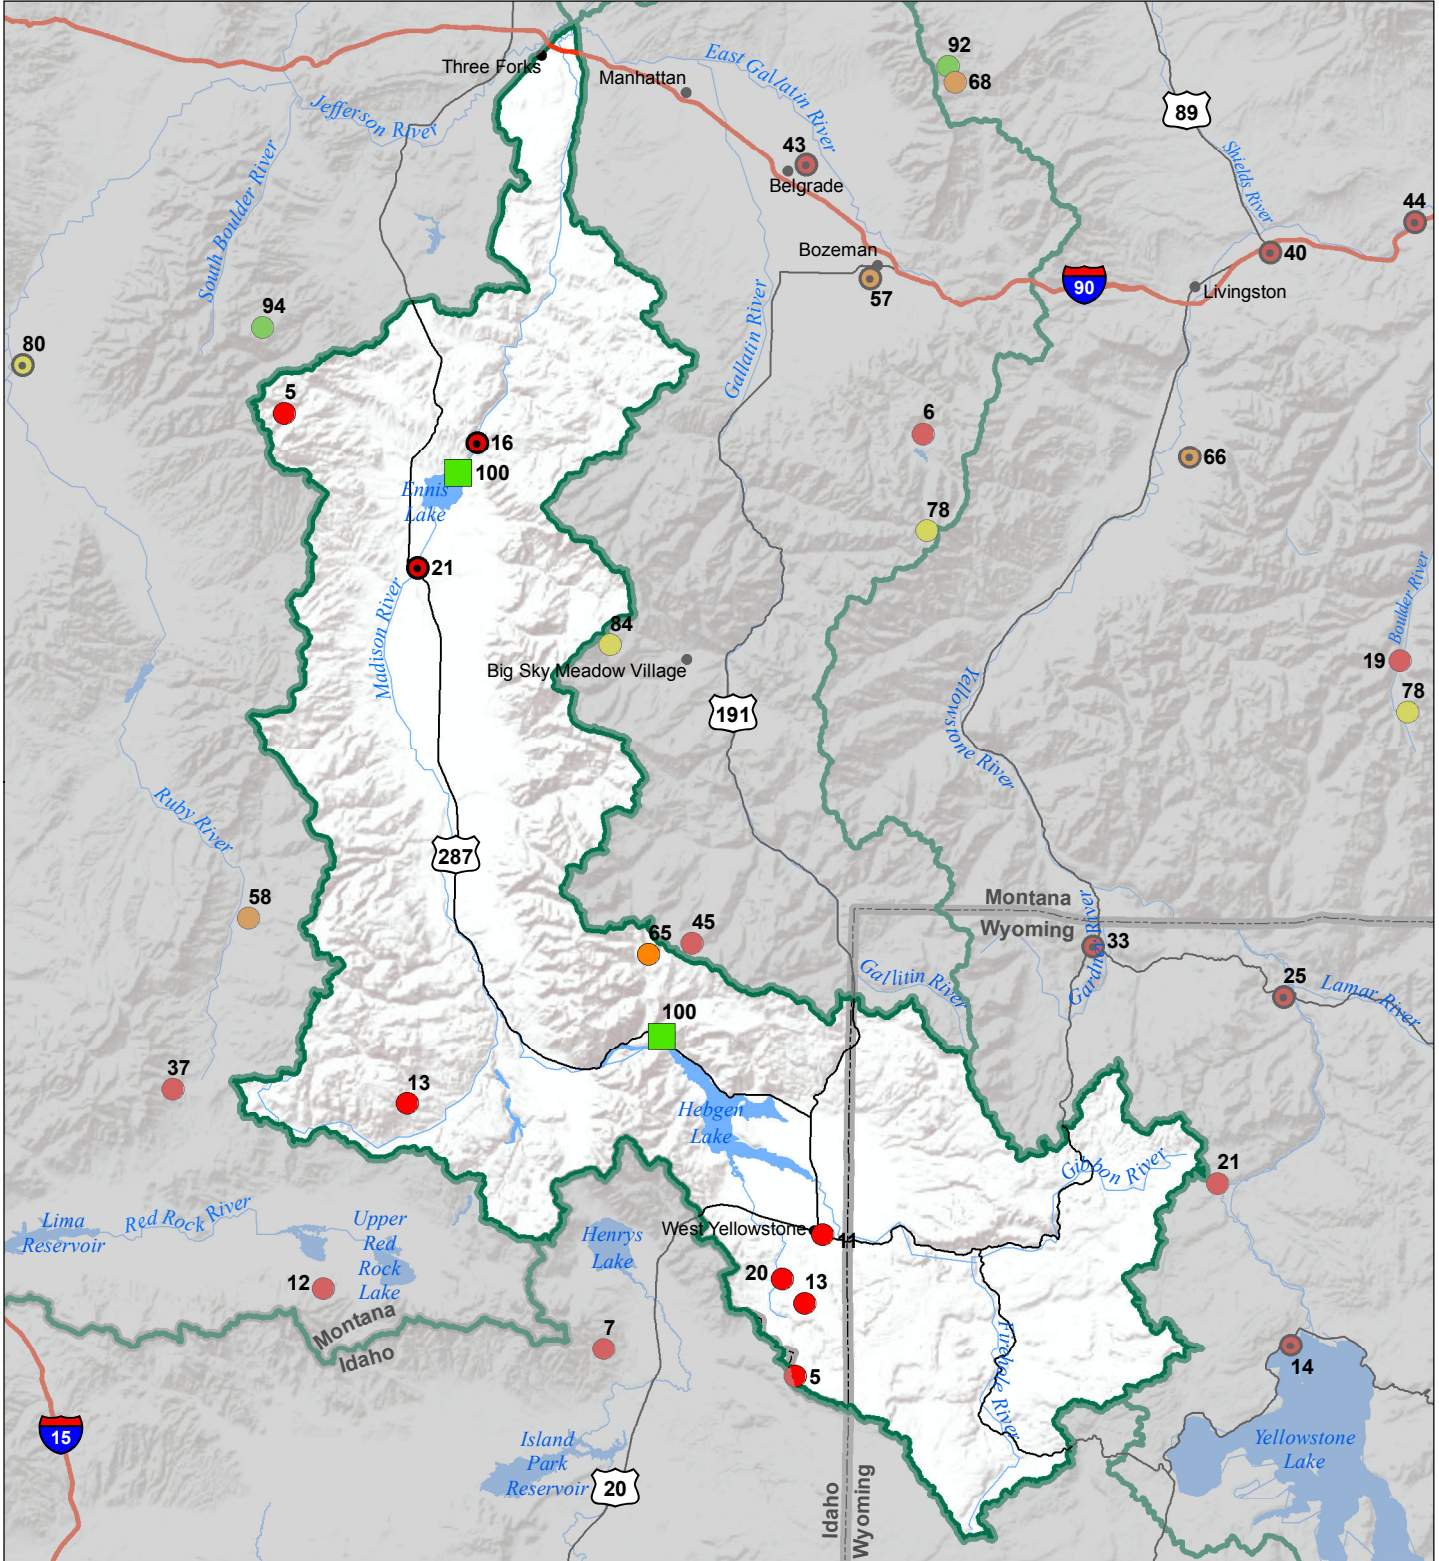 92
68
Three Forks
Manhattan
East Gallatin River
Jefferson River
89
43
Belgrade
Shields River
South Boulder River
44
Bozeman
40
57
90
Livingston
94
Gallatin River
80
5
6
16
66
100
Ennis
Lake
78
21
Madison River
84
Boulder River
19
Big Sky Meadow Village
78
191
Yellowstone River
Ruby River
287
58
Montana
Wyoming
65
45
Gardner River
33
Gallitin River
25
Lamar River
100
37
13
Hebgen
Lake
Gibbon River
21
Lima
Reservoir
Red Rock River
Upper
Red
Rock
Lake
Henrys
Lake
West Yellowstone
11
20
13
12
Montana
Idaho
7
Firehole River
14
5
15
Island
Park
Reservoir
20
Yellowstone
Lake
Idaho
Wyoming